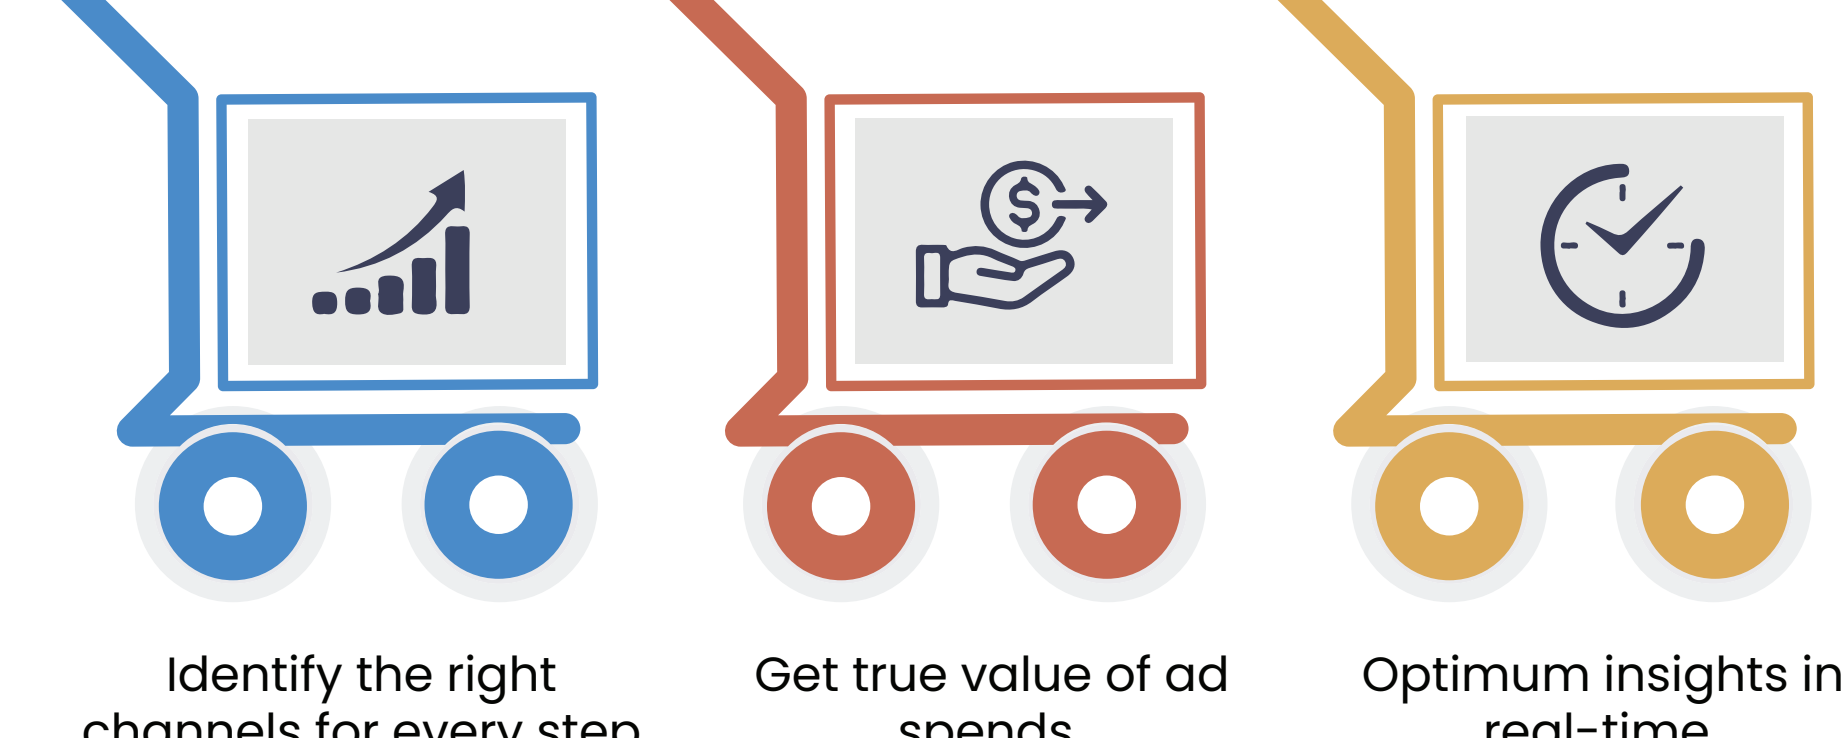 Identify the right
channels for every step
Get true value of ad
spends
Optimum insights in
real-time